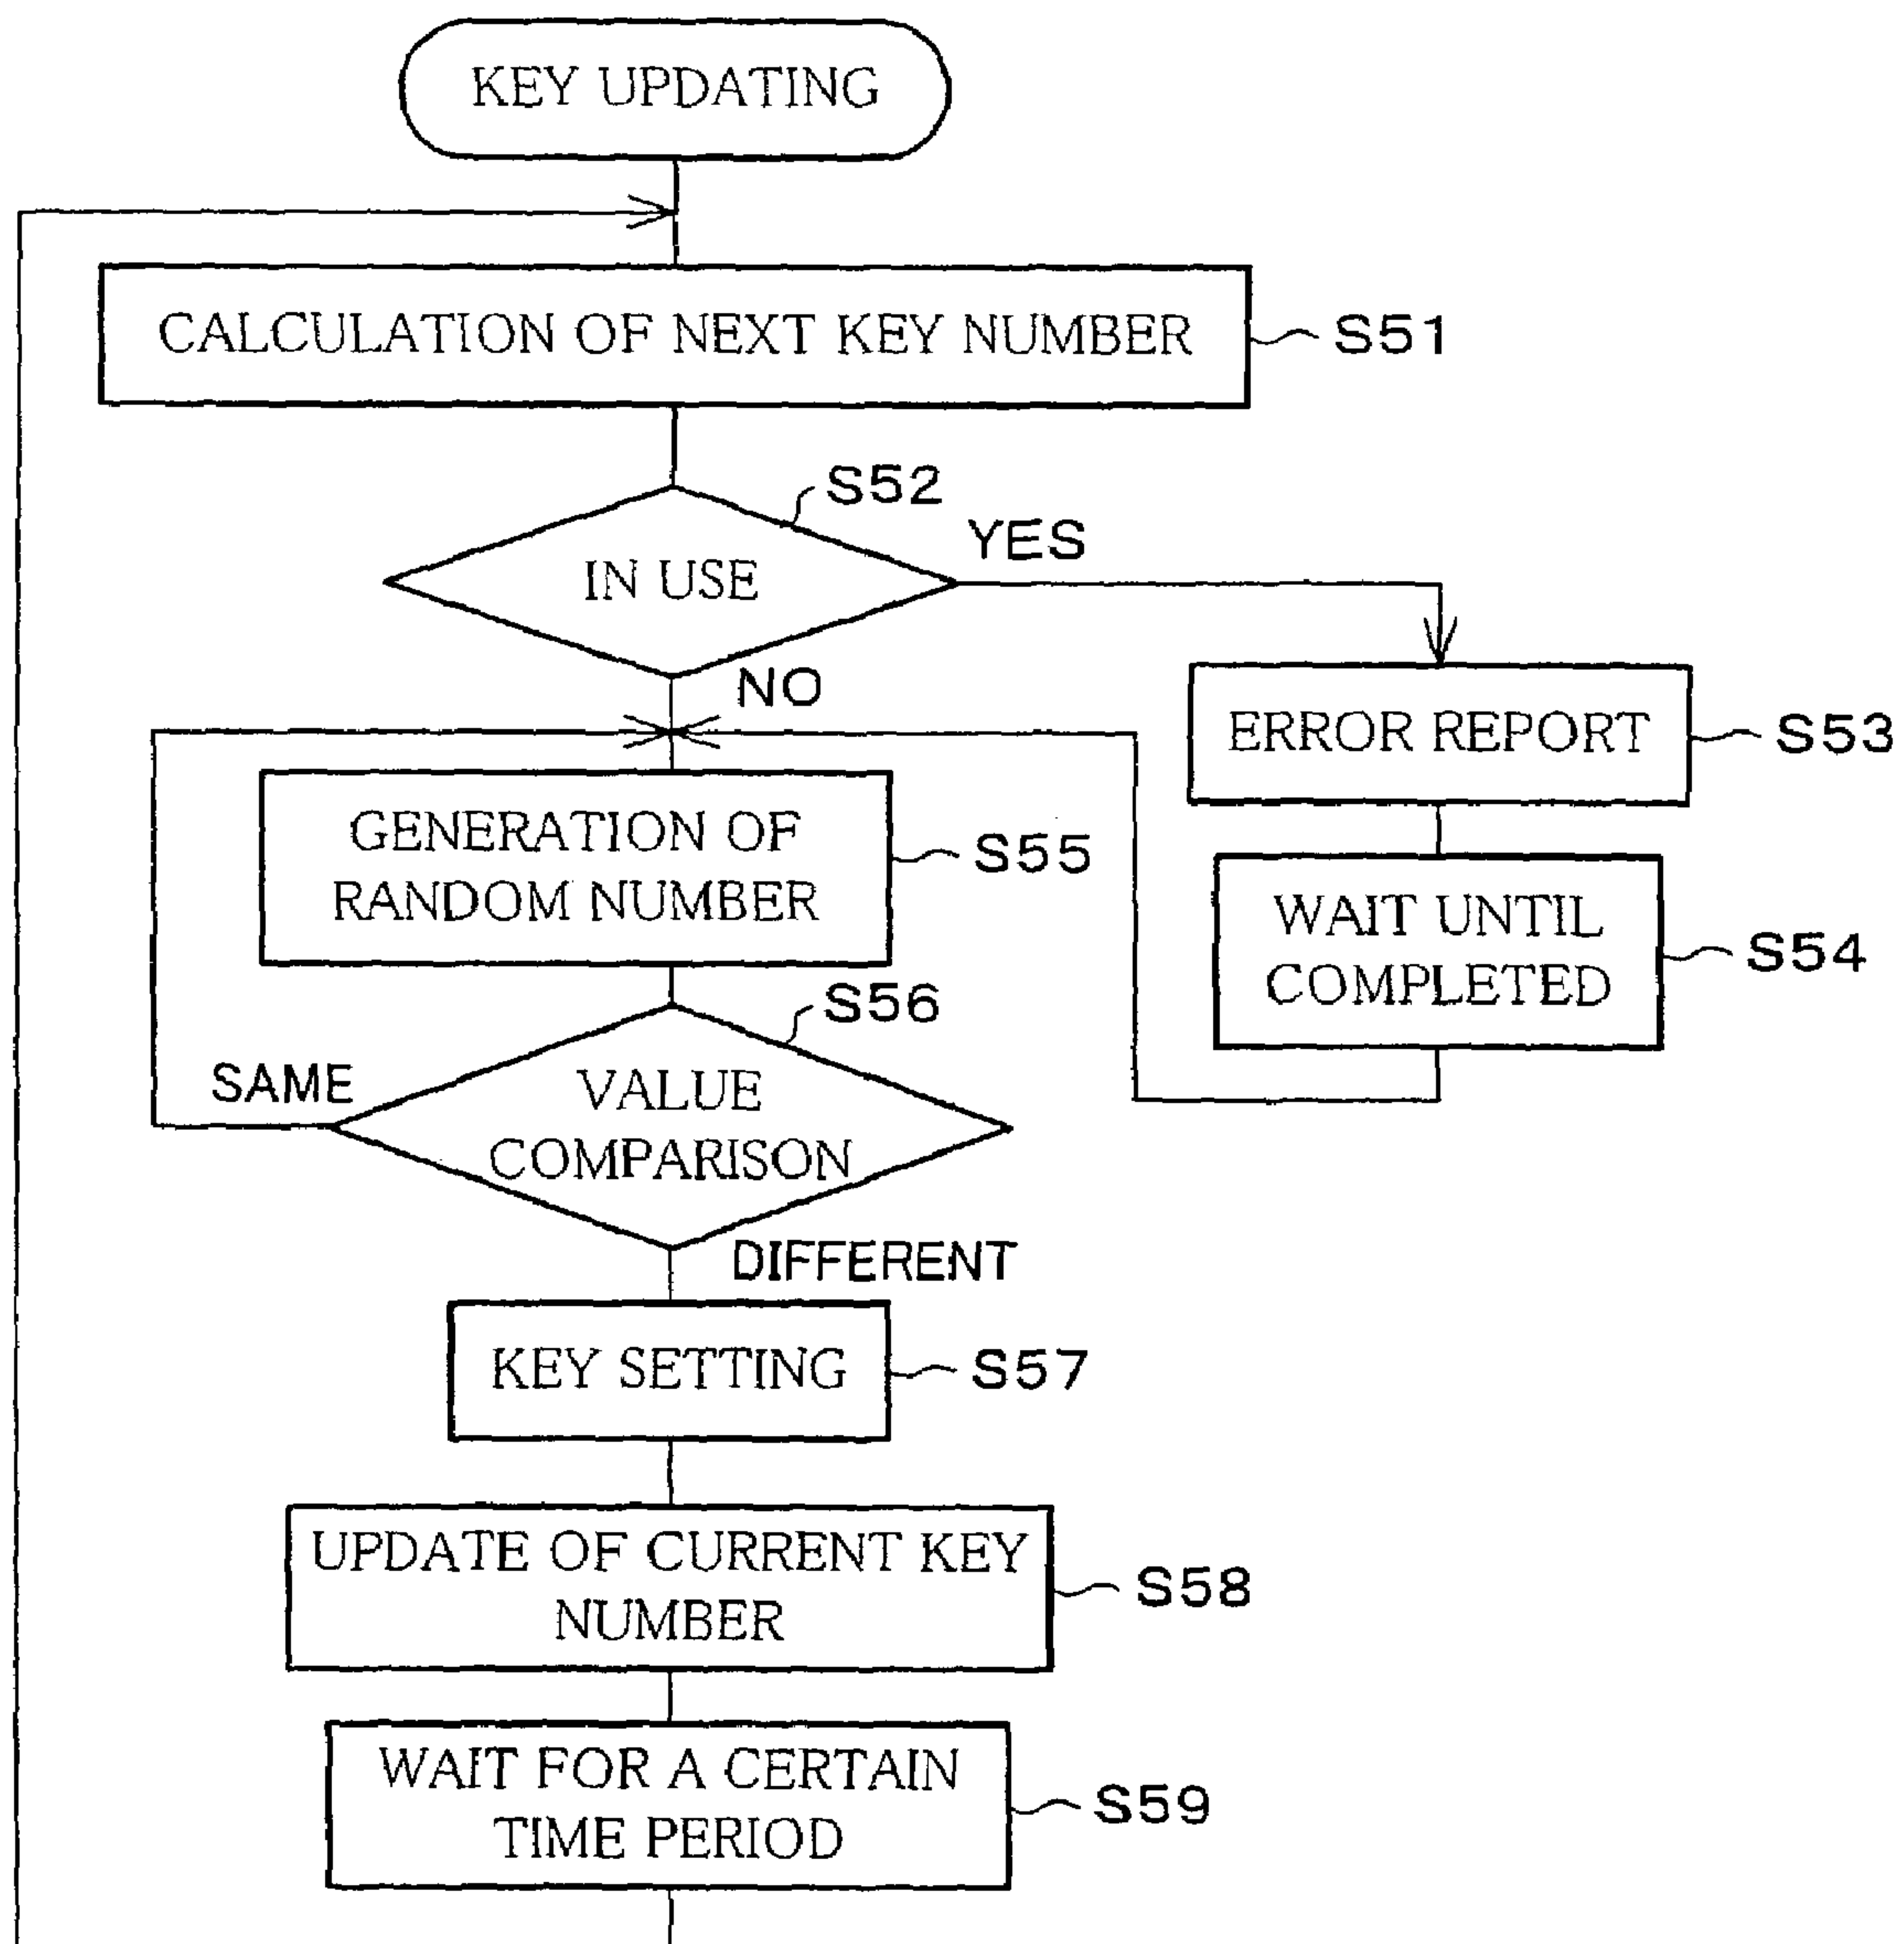 KEY UPDATING
CALCULATION OF NEXT KEY NUMBER
S51
S52
YES
IN USE
NO
ERROR REPORT
S53
GENERATION OF
RANDOM NUMBER
S55
WAIT UNTIL
COMPLETED
S54
S56
SAME
VALUE
COMPARISON
DIFFERENT
KEY SETTING
S57
UPDATE OF CURRENT KEY
NUMBER
S58
WAIT FOR A CERTAIN
TIME PERIOD
S59